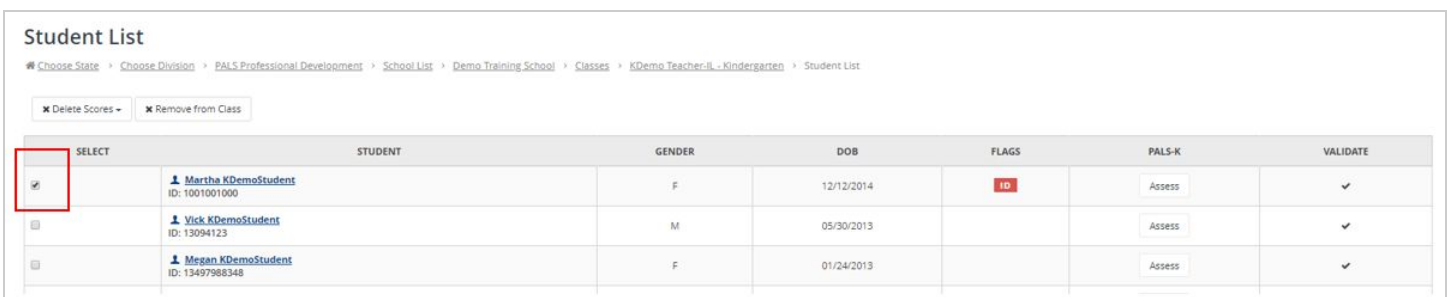 Student List
Choose State > Choose Division > PALS Professional Development > School List > Demo Training School > Classes > KDemo Teacher-IL - Kindergarten > Student List
Delete Scores
Remove from Class
SELECT STUDENT GENDER DOB FLAGS PALS-K VALIDATE
Martha KDemoStudent F 12/12/2014 ID Assess
ID: 1001001000
Vick KDemoStudent M 05/30/2013 Assess
ID: 13094123
Megan KDemoStudent F 01/24/2013 Assess
ID: 13497988348